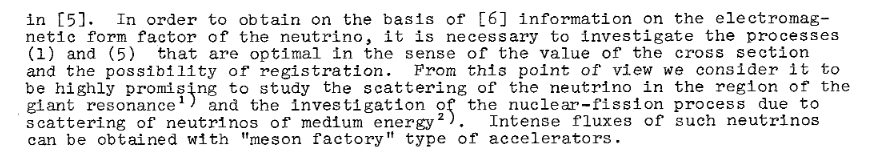 in [5]. In order to obtain on the basis of [6] information on the electromag-
netic form factor of the neutrino, it is necessary to investigate the processes
(1) and (5) that are optimal in the sense of the value of the cross section
and the possibility of registration. From this point of view we consider it to
be highly promising to study the scattering of the neutrino in the region of the
giant resonance¹) and the investigation of the nuclear-fission process due to
scattering of neutrinos of medium energy²). Intense fluxes of such neutrinos
can be obtained with "meson factory" type of accelerators.